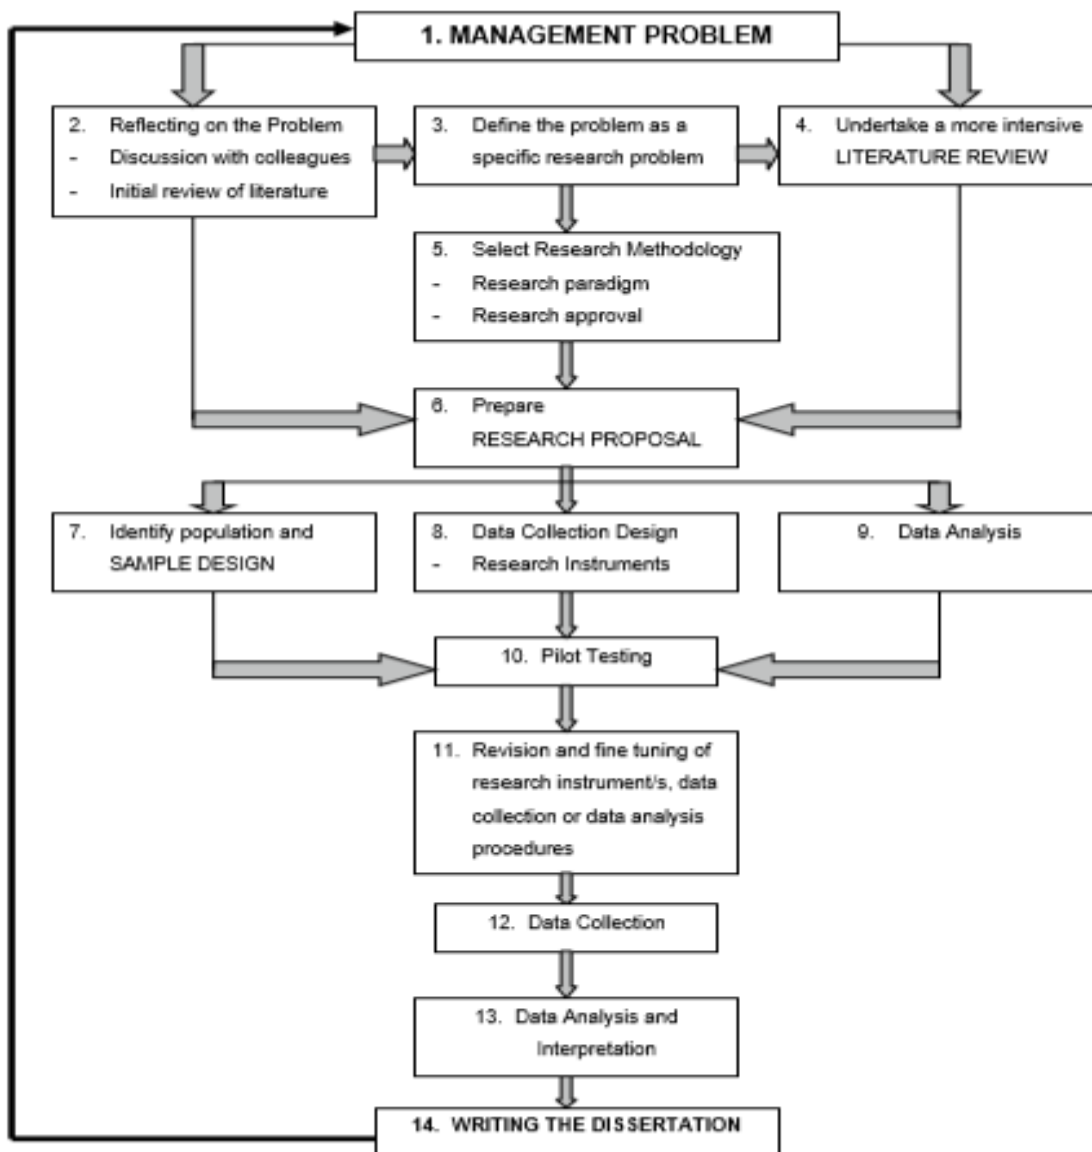 1. MANAGEMENT PROBLEM
2. Reflecting on the Problem
- Discussion with colleagues
- Initial review of literature
3. Define the problem as a
specific research problem
4. Undertake a more intensive
LITERATURE REVIEW
5. Select Research Methodology
- Research paradigm
- Research approval
6. Prepare
RESEARCH PROPOSAL
7. Identify population and
SAMPLE DESIGN
8. Data Collection Design
- Research Instruments
9. Data Analysis
10. Pilot Testing
11. Revision and fine tuning of
research instrument/s, data
collection or data analysis
procedures
12. Data Collection
13. Data Analysis and
Interpretation
14. WRITING THE DISSERTATION